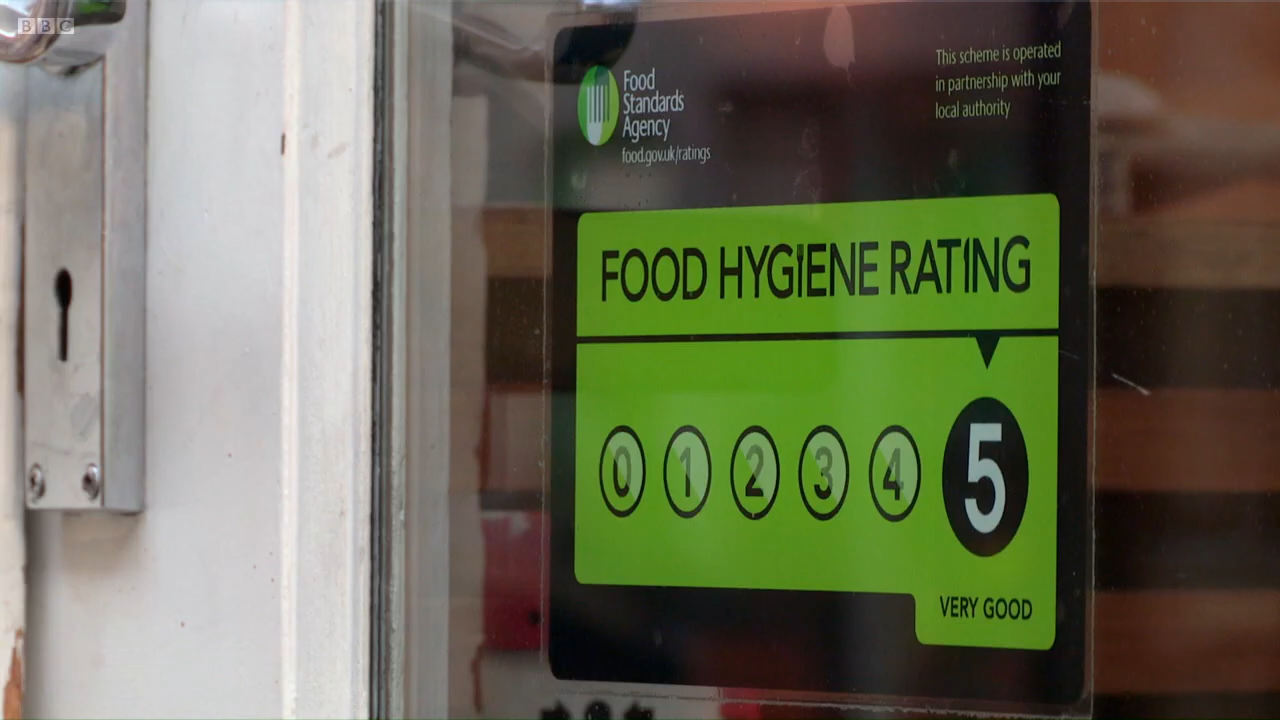 BBC
Food
Standards
Agency
food.gov.uk/ratings
This scheme is operated
in partnership with your
local authority
FOOD HYGIENE RATING
0 1 2 3 4 5
VERY GOOD